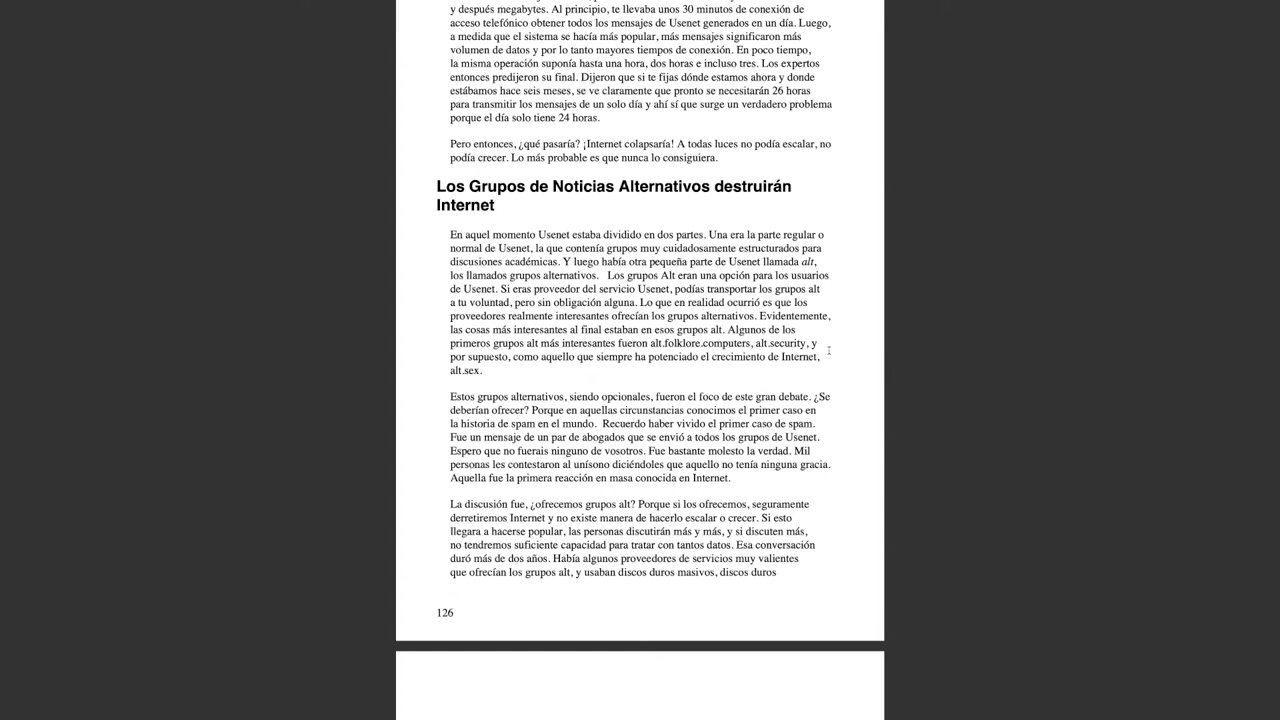 y después megabytes. Al principio, te llevaba unos 30 minutos de conexión de
acceso telefónico obtener todos los mensajes de Usenet generados en un día. Luego,
a medida que el sistema se hacía más popular, más mensajes significaron más
volumen de datos y por lo tanto mayores tiempos de conexión. En poco tiempo,
la misma operación suponía hasta una hora, dos horas e incluso tres. Los expertos
entonces predijeron su final. Dijeron que si te fijas dónde estamos ahora y donde
estábamos hace seis meses, se ve claramente que pronto se necesitarán 26 horas
para transmitir los mensajes de un solo día y ahí sí que surge un verdadero problema
porque el día solo tiene 24 horas.
Pero entonces, ¿qué pasaría? ¡Internet colapsaría! A todas luces no podía escalar, no
podía crecer. Lo más probable es que nunca lo consiguiera.
Los Grupos de Noticias Alternativos destruirán
Internet
En aquel momento Usenet estaba dividido en dos partes. Una era la parte regular o
normal de Usenet, la que contenía grupos muy cuidadosamente estructurados para
discusiones académicas. Y luego había otra pequeña parte de Usenet llamada alt,
los llamados grupos alternativos. Los grupos Alt eran una opción para los usuarios
de Usenet. Si eras proveedor del servicio Usenet, podías transportar los grupos alt
a tu voluntad, pero sin obligación alguna. Lo que en realidad ocurrió es que los
proveedores realmente interesantes ofrecían los grupos alternativos. Evidentemente,
las cosas más interesantes al final estaban en esos grupos alt. Algunos de los
primeros grupos alt más interesantes fueron alt.folklore.computers, alt.security, y
por supuesto, como aquello que siempre ha potenciado el crecimiento de Internet,
alt.sex.
Estos grupos alternativos, siendo opcionales, fueron el foco de este gran debate. ¿Se
deberían ofrecer? Porque en aquellas circunstancias conocimos el primer caso en
la historia de spam en el mundo. Recuerdo haber vivido el primer caso de spam.
Fue un mensaje de un par de abogados que se envió a todos los grupos de Usenet.
Espero que no fuerais ninguno de vosotros. Fue bastante molesto la verdad. Mil
personas les contestaron al unísono diciéndoles que aquello no tenía ninguna gracia.
Aquella fue la primera reacción en masa conocida en Internet.
La discusión fue, ¿ofrecemos grupos alt? Porque si los ofrecemos, seguramente
derretiremos Internet y no existe manera de hacerlo escalar o crecer. Si esto
llegara a hacerse popular, las personas discutirán más y más, y si discuten más,
no tendremos suficiente capacidad para tratar con tantos datos. Esa conversación
duró más de dos años. Había algunos proveedores de servicios muy valientes
que ofrecían los grupos alt, y usaban discos duros masivos, discos duros
126